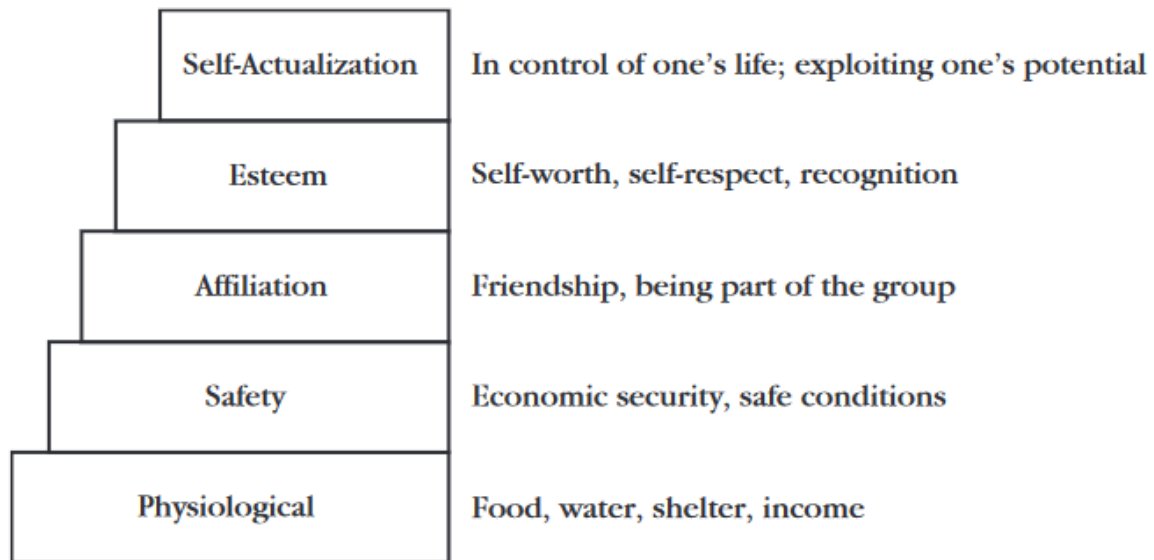 Self-Actualization In control of one's life; exploiting one's potential
Esteem Self-worth, self-respect, recognition
Affiliation Friendship, being part of the group
Safety Economic security, safe conditions
Physiological Food, water, shelter, income